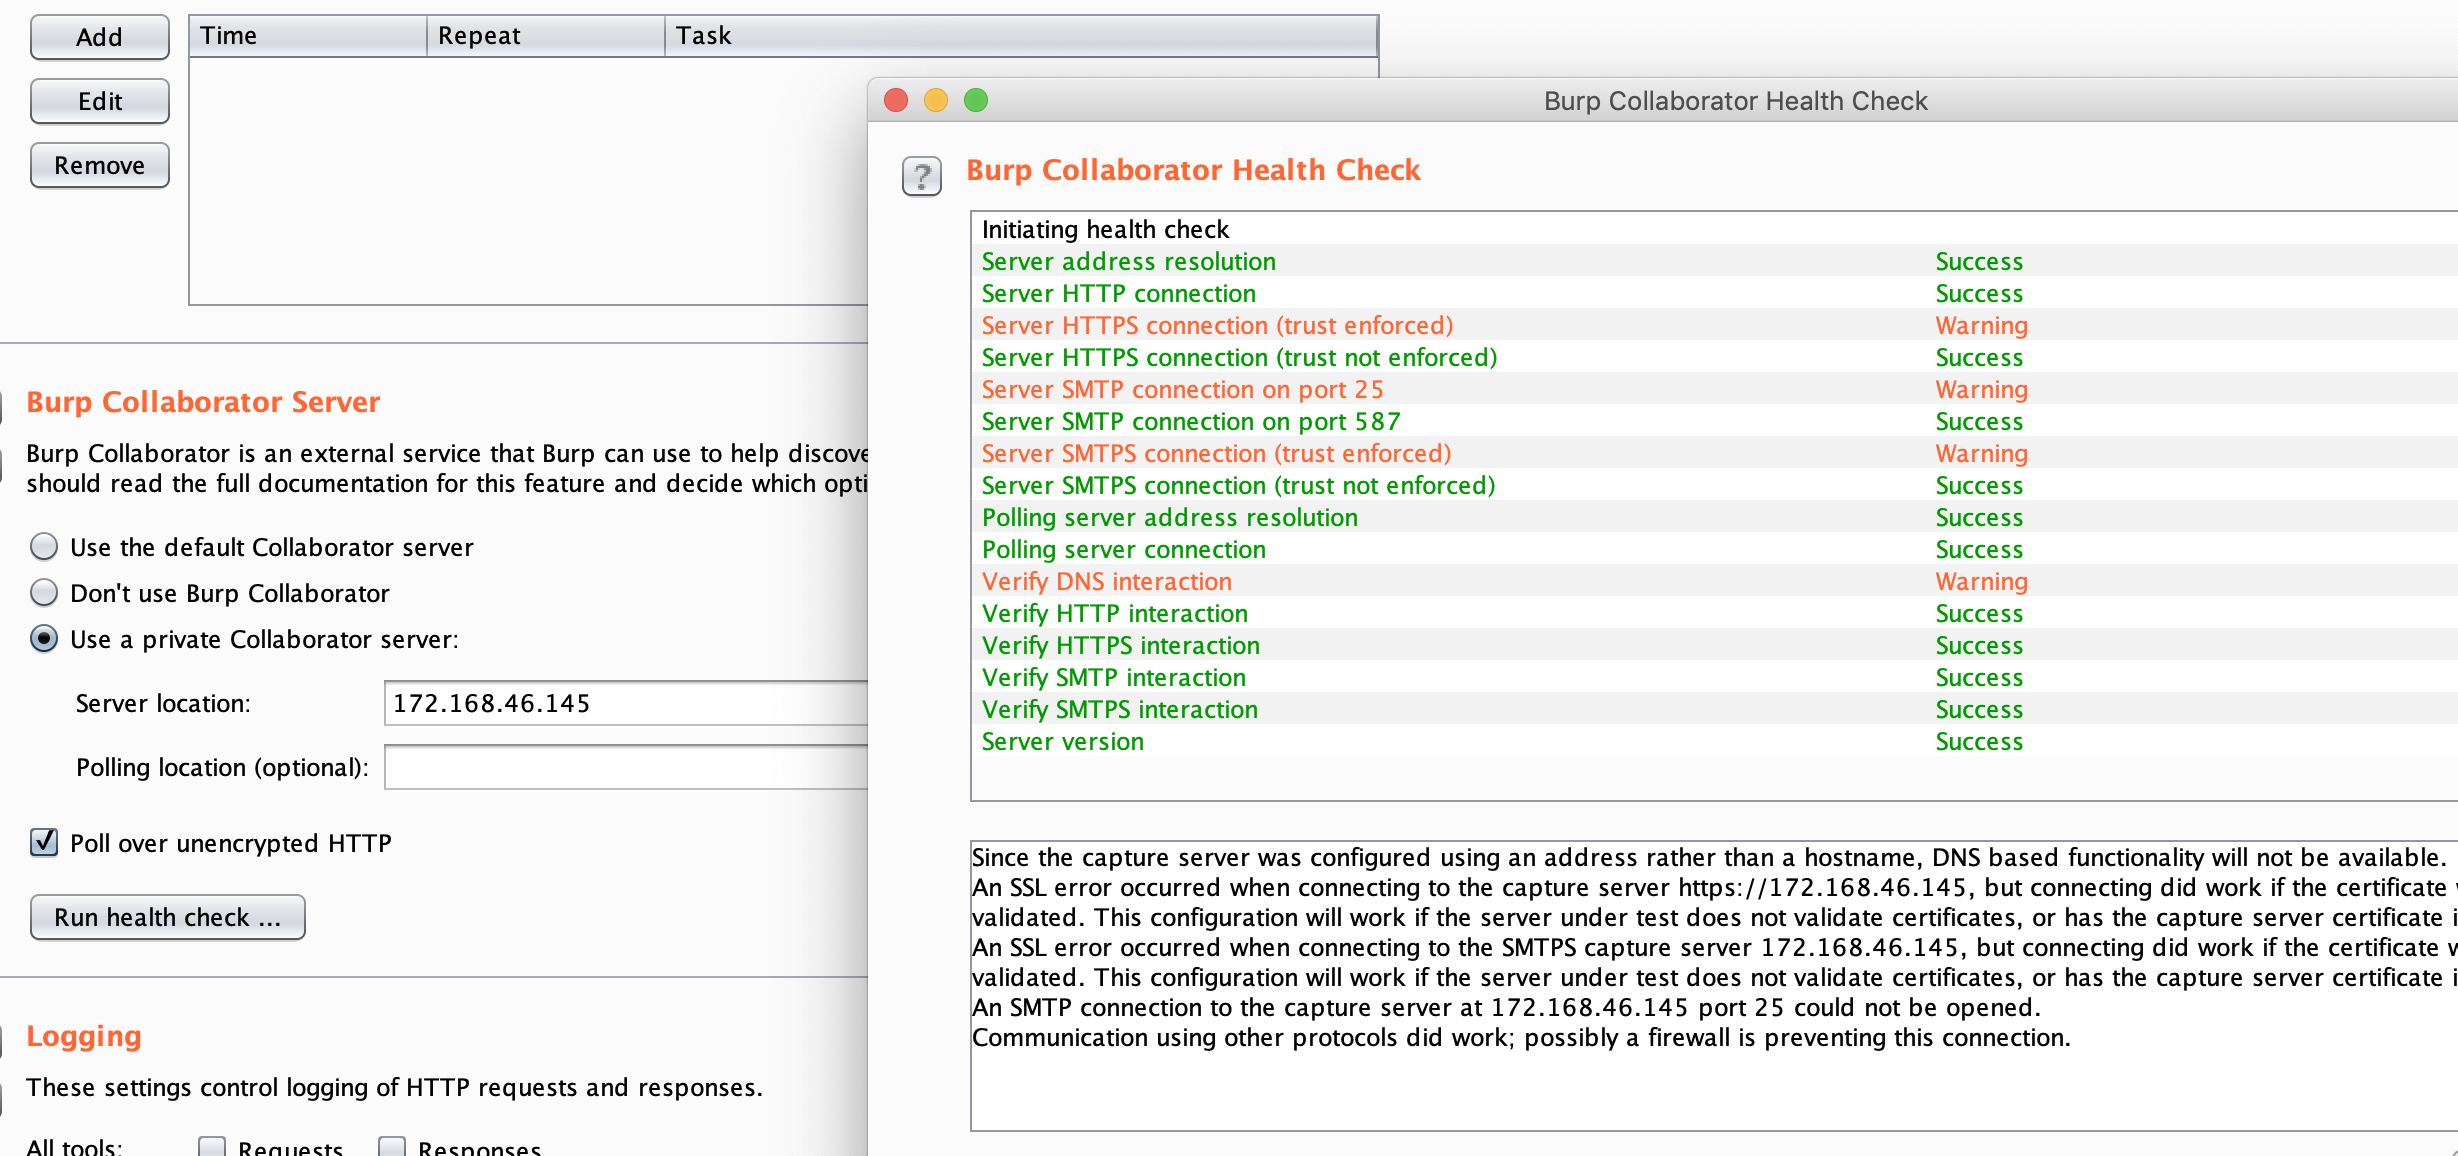 Add
Time Repeat Task
Edit
Remove
Burp Collaborator Server
Burp Collaborator is an external service that Burp can use to help
should read the full documentation for this feature and decide which
Use the default Collaborator server
Don't use Burp Collaborator
Use a private Collaborator server:
Server location: 172.168.46.145
Polling location (optional):
Poll over unencrypted HTTP
Run health check ...
Logging
These settings control logging of HTTP requests and responses.
All tools: Requests Responses
Burp Collaborator Health Check
?
Burp Collaborator Health Check
Initiating health check
Server address resolution Success
Server HTTP connection Success
Server HTTPS connection (trust enforced) Warning
Server HTTPS connection (trust not enforced) Success
Server SMTP connection on port 25 Warning
Server SMTP connection on port 587 Success
Server SMTPS connection (trust enforced) Warning
Server SMTPS connection (trust not enforced) Success
Polling server address resolution Success
Polling server connection Success
Verify DNS interaction Warning
Verify HTTP interaction Success
Verify HTTPS interaction Success
Verify SMTP interaction Success
Verify SMTPS interaction Success
Server version Success
Since the capture server was configured using an address rather than a hostname, DNS based functionality will not be available.
An SSL error occurred when connecting to the capture server https://172.168.46.145, but connecting did work if the certificate
validated. This configuration will work if the server under test does not validate certificates, or has the capture server certificate
An SSL error occurred when connecting to the SMTPS capture server 172.168.46.145, but connecting did work if the certificate
validated. This configuration will work if the server under test does not validate certificates, or has the capture server certificate
An SMTP connection to the capture server at 172.168.46.145 port 25 could not be opened.
Communication using other protocols did work; possibly a firewall is preventing this connection.